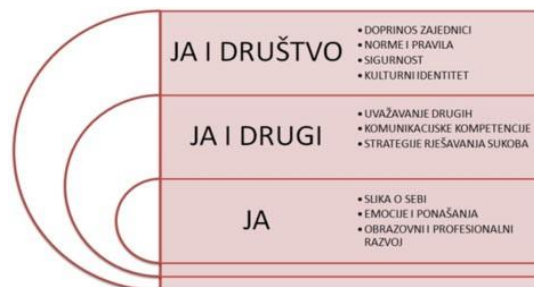 JA I DRUŠTVO
• DOPRINOS ZAJEDNICI
• NORME I PRAVILA
• SIGURNOST
• KULTURNI IDENTITET
JA I DRUGI
• UVAŽAVANJE DRUGIH
• KOMUNIKACIJSKE KOMPETENCIJE
• STRATEGIJE RJEŠAVANJA SUKOBA
JA
• SLIKA O SEBI
• EMOCIJE I PONAŠANJA
• OBRAZOVNI I PROFESIONALNI
RAZVOJ